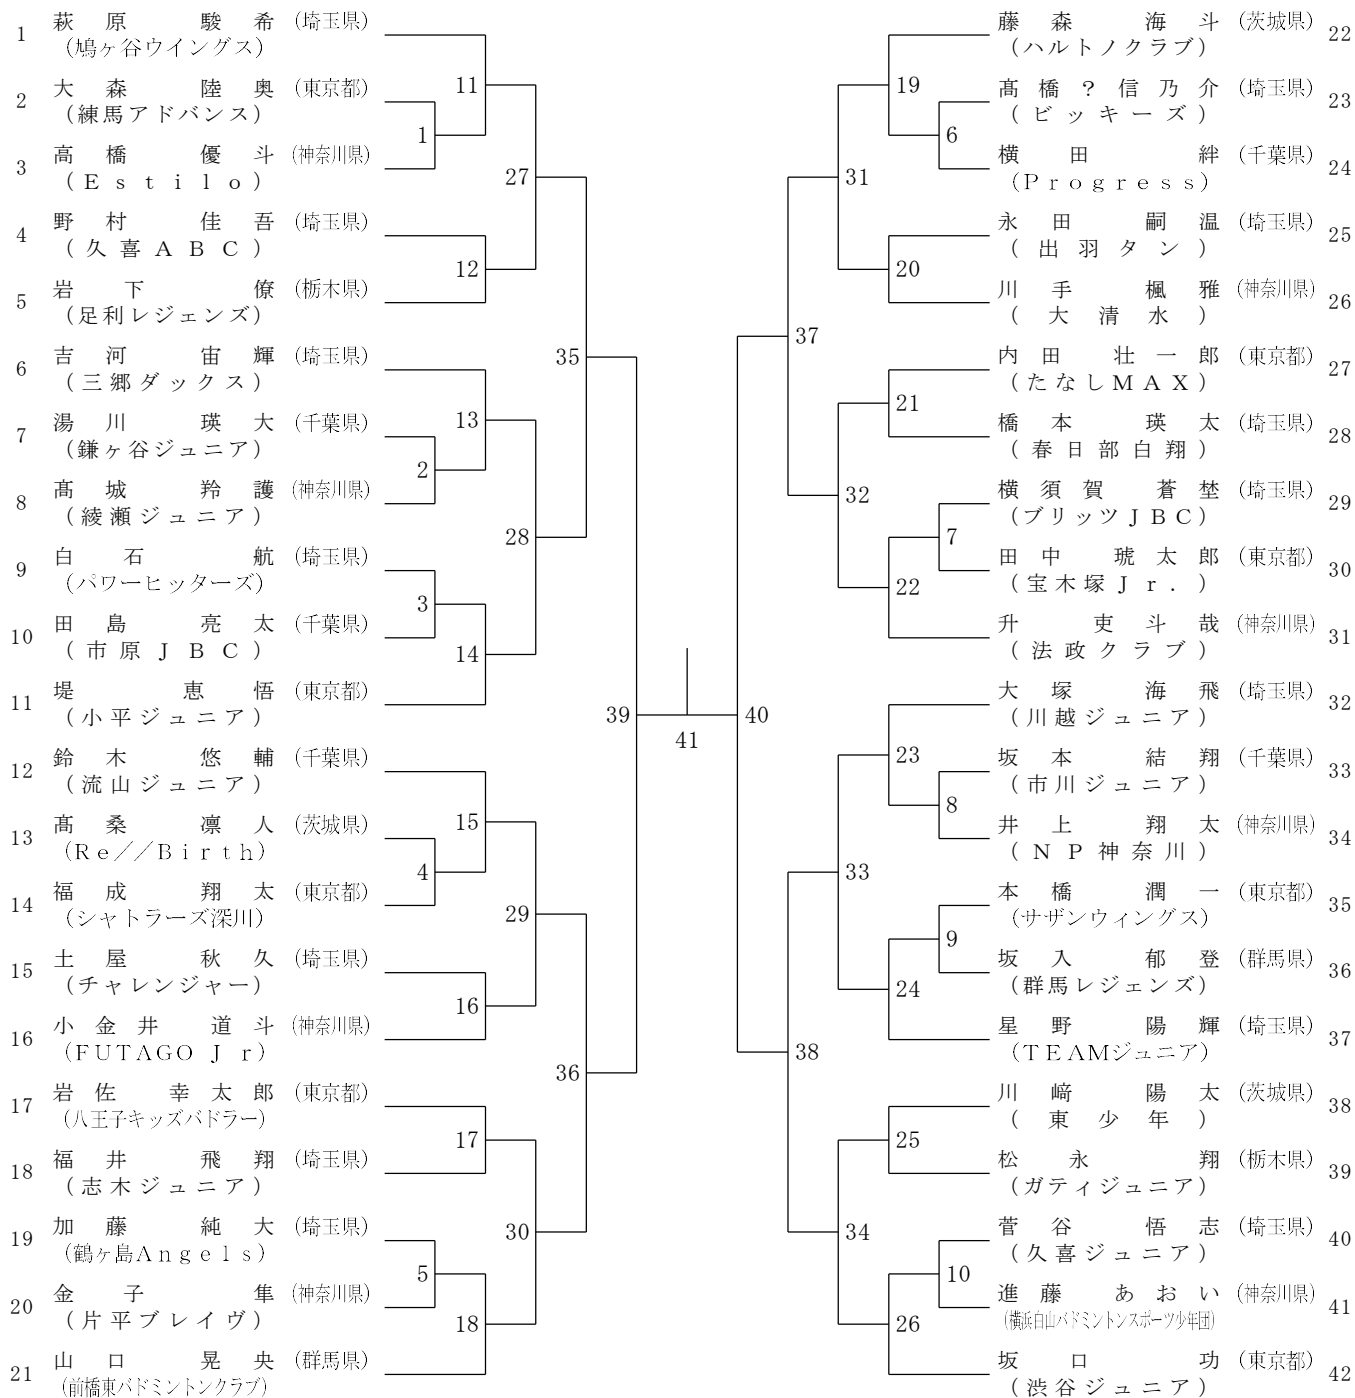 1 萩原 駿希 (埼玉県)
(鳩ヶ谷ウイングス)
2 大森 陸奥 (東京都)
(練馬アドバンス)
3 高橋 優斗 (神奈川県)
(Ｅｓｔｉｌｏ)
4 野村 佳吾 (埼玉県)
(久喜ＡＢＣ)
5 岩下 僚 (栃木県)
(足利レジェンズ)
6 吉河 宙輝 (埼玉県)
(三郷ダックス)
7 湯川 瑛大 (千葉県)
(鎌ヶ谷ジュニア)
8 髙城 羚護 (神奈川県)
(綾瀬ジュニア)
9 白石 航 (埼玉県)
(パワーヒッターズ)
10 田島 亮太 (千葉県)
(市原ＪＢＣ)
11 堤 恵悟 (東京都)
(小平ジュニア)
12 鈴木 悠輔 (千葉県)
(流山ジュニア)
13 髙桑 凛人 (茨城県)
(Ｒｅ／／Ｂｉｒｔｈ)
14 福成 翔太 (東京都)
(シャトラーズ深川)
15 土屋 秋久 (埼玉県)
(チャレンジャー)
16 小金井 道斗 (神奈川県)
(FUTAGO Ｊｒ)
17 岩佐 幸太郎 (東京都)
(八王子キッズバドラー)
18 福井 飛翔 (埼玉県)
(志木ジュニア)
19 加藤 純大 (埼玉県)
(鶴ヶ島Ａｎｇｅｌｓ)
20 金子 隼 (神奈川県)
(片平ブレイヴ)
21 山口 晃央 (群馬県)
(前橋東バドミントンクラブ)
11
1
27
12
35
13
2
28
3
14
39
15
4
29
16
36
17
30
5
18
41
40
19
6
31
20
37
21
32
7
22
23
8
33
9
24
38
25
34
10
26
藤森 海斗 (茨城県) 22
(ハルトノクラブ)
髙橋？信乃介 (埼玉県) 23
(ビッキーズ)
横田 絆 (千葉県) 24
(Ｐｒｏｇｒｅｓｓ)
永田 嗣温 (埼玉県) 25
(出羽タン)
川手 楓雅 (神奈川県) 26
(大清水)
内田 壮一郎 (東京都) 27
(たなしＭＡＸ)
橋本 瑛太 (埼玉県) 28
(春日部白翔)
横須賀 蒼埜 (埼玉県) 29
(ブリッツＪＢＣ)
田中 琥太郎 (東京都) 30
(宝木塚Ｊｒ．)
升 吏斗哉 (神奈川県) 31
(法政クラブ)
大塚 海飛 (埼玉県) 32
(川越ジュニア)
坂本 結翔 (千葉県) 33
(市川ジュニア)
井上 翔太 (神奈川県) 34
(ＮＰ神奈川)
本橋 潤一 (東京都) 35
(サザンウィングス)
坂入 郁登 (群馬県) 36
(群馬レジェンズ)
星野 陽輝 (埼玉県) 37
(ＴＥＡＭジュニア)
川﨑 陽太 (茨城県) 38
(東少年)
松永 翔 (栃木県) 39
(ガティジュニア)
菅谷 悟志 (埼玉県) 40
(久喜ジュニア)
進藤 あおい (神奈川県) 41
(横浜白山バドミントンスポーツ少年団)
坂口 功 (東京都) 42
(渋谷ジュニア)